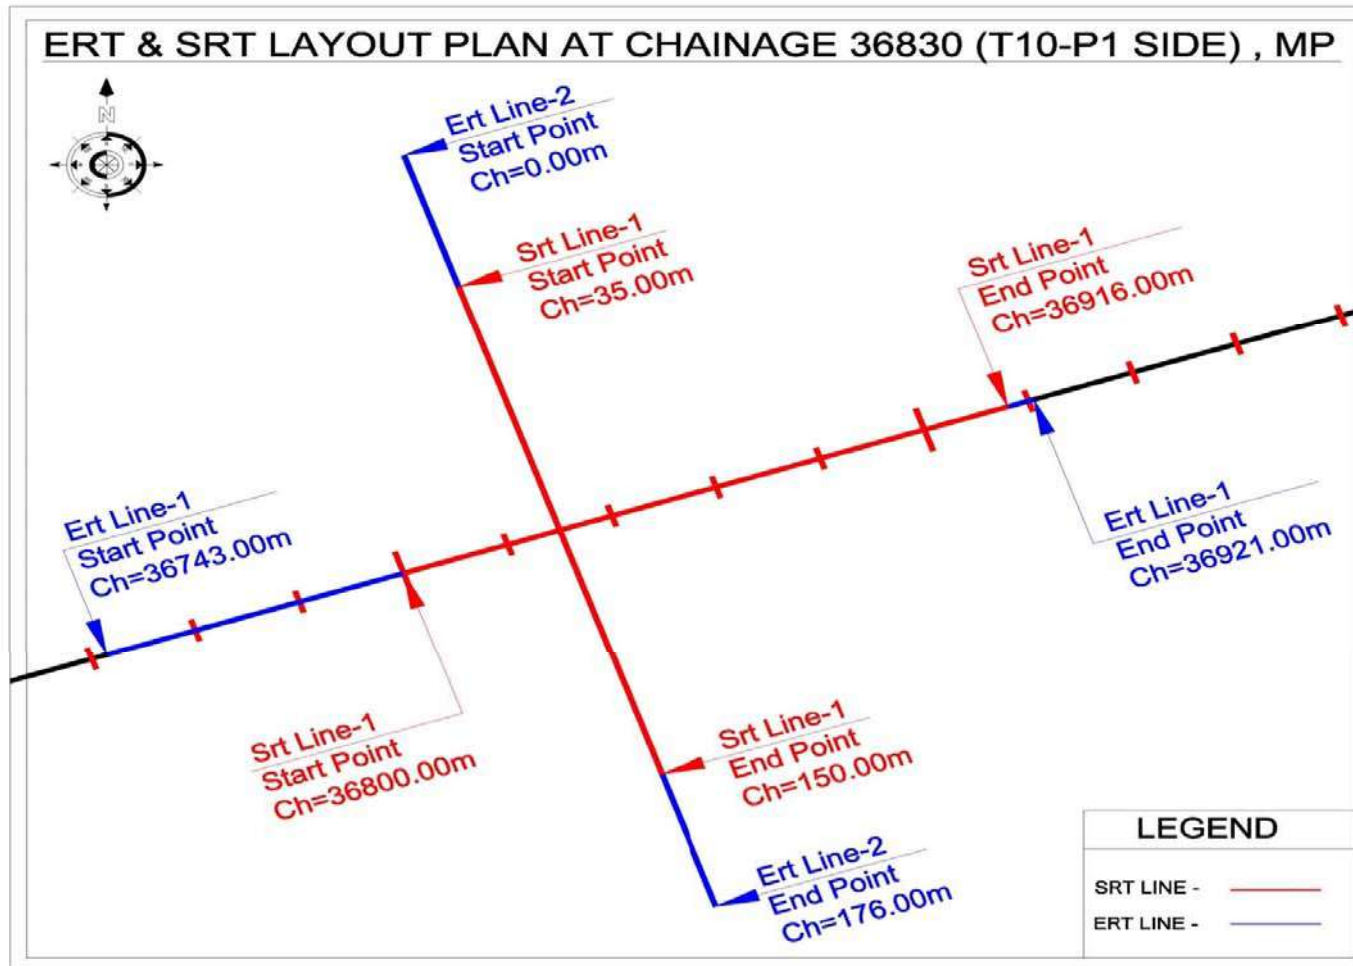 ERT & SRT LAYOUT PLAN AT CHAINAGE 36830 (T10-P1 SIDE) , MP
N
Ert Line-2
Start Point
Ch=0.00m
Srt Line-1
Start Point
Ch=35.00m
Srt Line-1
End Point
Ch=36916.00m
Ert Line-1
Start Point
Ch=36743.00m
Ert Line-1
End Point
Ch=36921.00m
Srt Line-1
Start Point
Ch=36800.00m
Srt Line-1
End Point
Ch=150.00m
Ert Line-2
End Point
Ch=176.00m
LEGEND
SRT LINE -
ERT LINE -